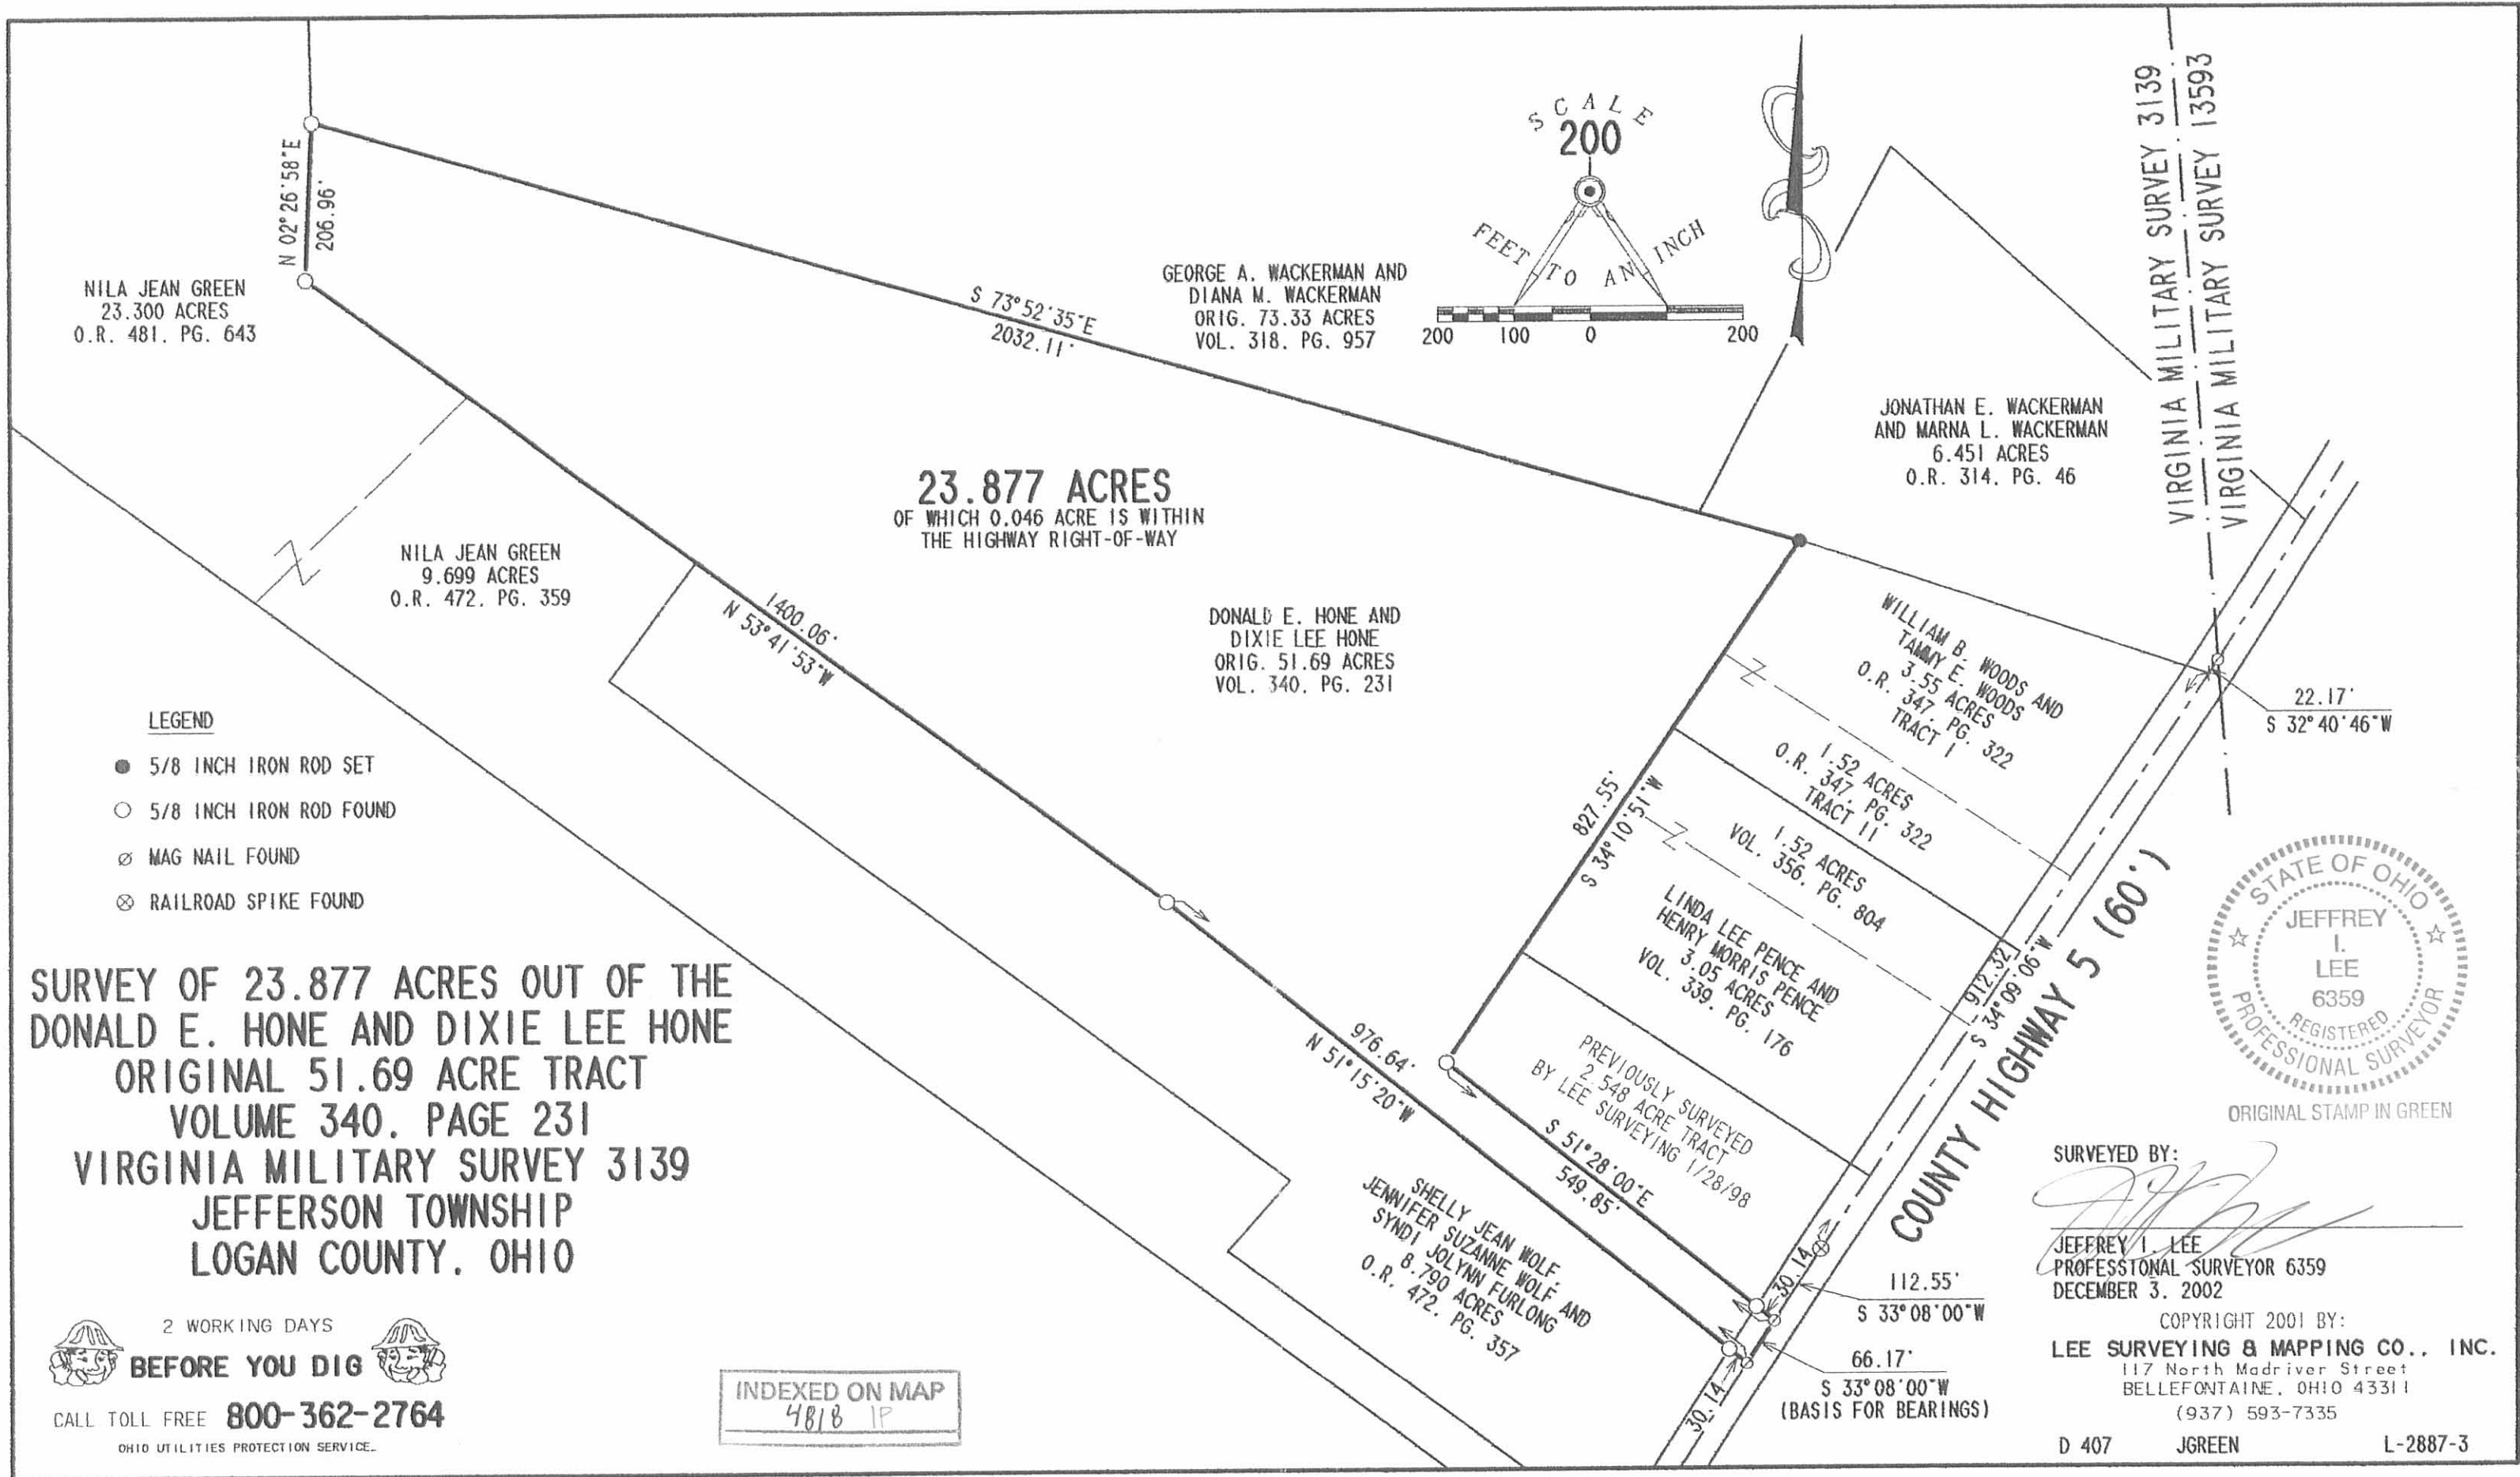 N 02°26'58"E
206.96'
NILA JEAN GREEN
23.300 ACRES
O.R. 481, PG. 643
S 73°52'35"E
2032.11'
GEORGE A. WACKERMAN AND
DIANA M. WACKERMAN
ORIG. 73.33 ACRES
VOL. 318, PG. 957
SCALE
200
FEET TO AN INCH
200 100 0 200
JONATHAN E. WACKERMAN
AND MARNA L. WACKERMAN
6.451 ACRES
O.R. 314, PG. 46
VIRGINIA MILITARY SURVEY 3139
VIRGINIA MILITARY SURVEY 13593
23.877 ACRES
OF WHICH 0.046 ACRE IS WITHIN
THE HIGHWAY RIGHT-OF-WAY
NILA JEAN GREEN
9.699 ACRES
O.R. 472, PG. 359
1400.06'
N 53°41'53"W
DONALD E. HONE AND
DIXIE LEE HONE
ORIG. 51.69 ACRES
VOL. 340, PG. 231
WILLIAM B. WOODS AND
TAMMY E. WOODS
3.55 ACRES
O.R. 347, PG. 322
TRACT I
22.17'
S 32°40'46"W
1.52 ACRES
O.R. 347, PG. 322
TRACT II
827.55'
S 34°10'51"W
1.52 ACRES
VOL. 356, PG. 804
LINDA LEE PENCE AND
HENRY MORRIS PENCE
3.05 ACRES
VOL. 339, PG. 176
912.32'
S 34°09'06"W
COUNTY HIGHWAY 5 (60')
PREVIOUSLY SURVEYED
2.548 ACRE TRACT
BY LEE SURVEYING 1/28/98
976.64'
N 51°15'20"W
S 51°28'00"E
549.85'
SHELLY JEAN WOLF,
JENNIFER SUZANNE WOLF AND
SYNDI JOLYNN FURLONG
8.790 ACRES
O.R. 472, PG. 357
30.14'
112.55'
S 33°08'00"W
66.17'
S 33°08'00"W
(BASIS FOR BEARINGS)
30.14'
LEGEND
5/8 INCH IRON ROD SET
5/8 INCH IRON ROD FOUND
MAG NAIL FOUND
RAILROAD SPIKE FOUND
SURVEY OF 23.877 ACRES OUT OF THE
DONALD E. HONE AND DIXIE LEE HONE
ORIGINAL 51.69 ACRE TRACT
VOLUME 340, PAGE 231
VIRGINIA MILITARY SURVEY 3139
JEFFERSON TOWNSHIP
LOGAN COUNTY, OHIO
2 WORKING DAYS
BEFORE YOU DIG
CALL TOLL FREE 800-362-2764
OHIO UTILITIES PROTECTION SERVICE
INDEXED ON MAP
4818 IP
STATE OF OHIO
JEFFREY
I.
LEE
6359
REGISTERED
PROFESSIONAL SURVEYOR
ORIGINAL STAMP IN GREEN
SURVEYED BY:
JEFFREY I. LEE
PROFESSIONAL SURVEYOR 6359
DECEMBER 3, 2002
COPYRIGHT 2001 BY:
LEE SURVEYING & MAPPING CO., INC.
117 North Madriver Street
BELLEFONTAINE, OHIO 43311
(937) 593-7335
D 407 JGREEN L-2887-3